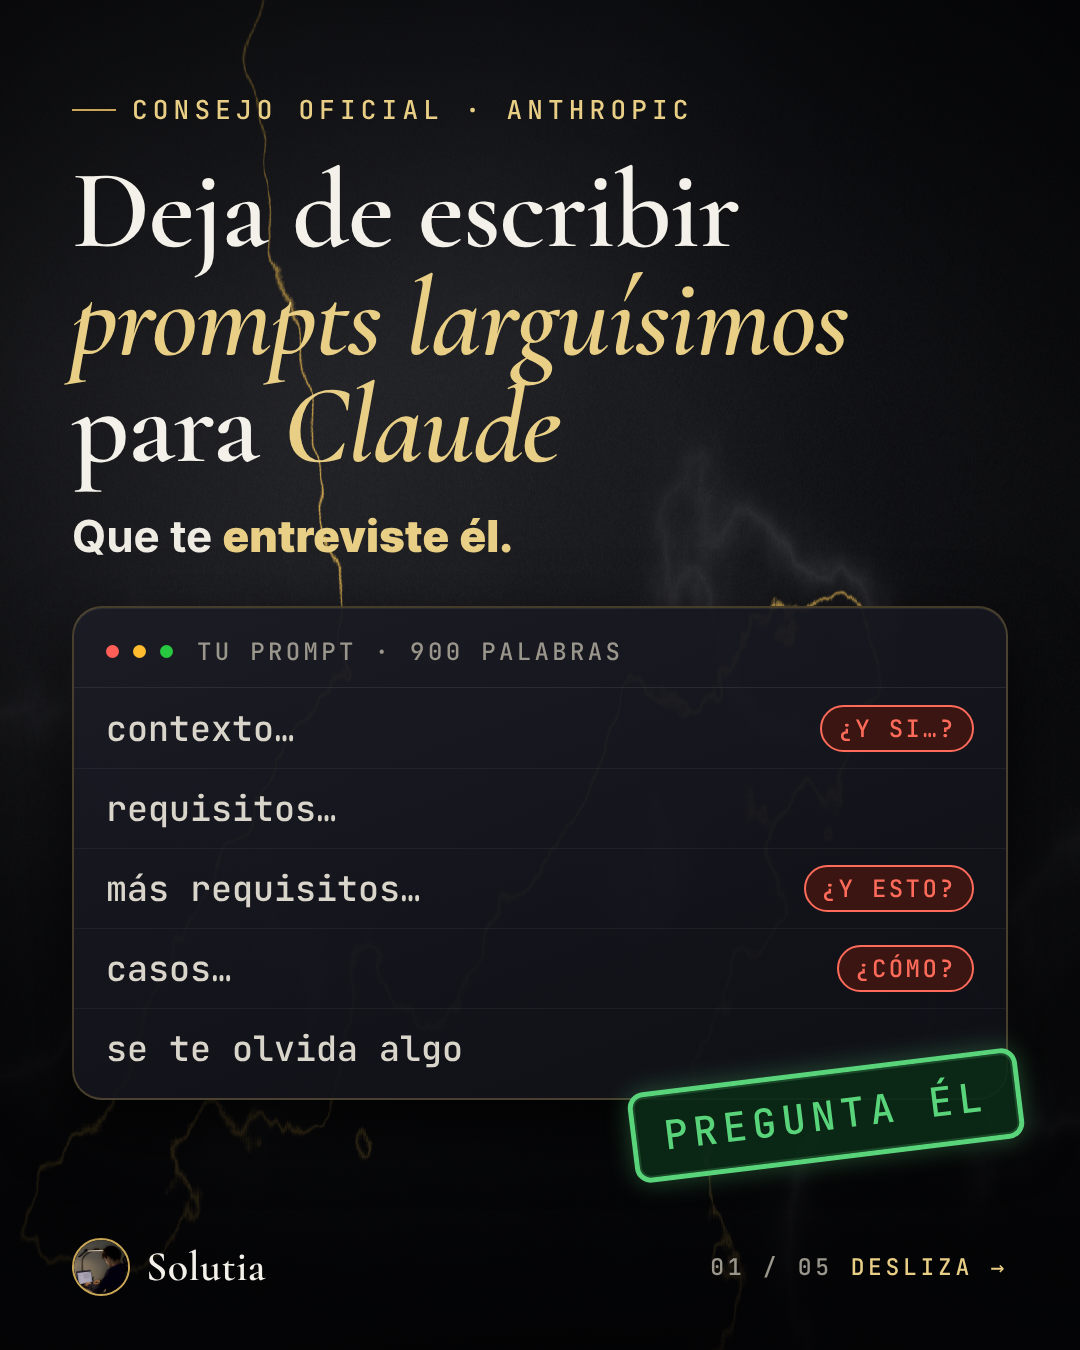 CONSEJO OFICIAL · ANTHROPIC
Deja de escribir
prompts larguísimos
para Claude
Que te entreviste él.
TU PROMPT · 900 PALABRAS
contexto… ¿Y SI…?
requisitos…
más requisitos… ¿Y ESTO?
casos… ¿CÓMO?
se te olvida algo
PREGUNTA ÉL
Solutia
01 / 05 DESLIZA →